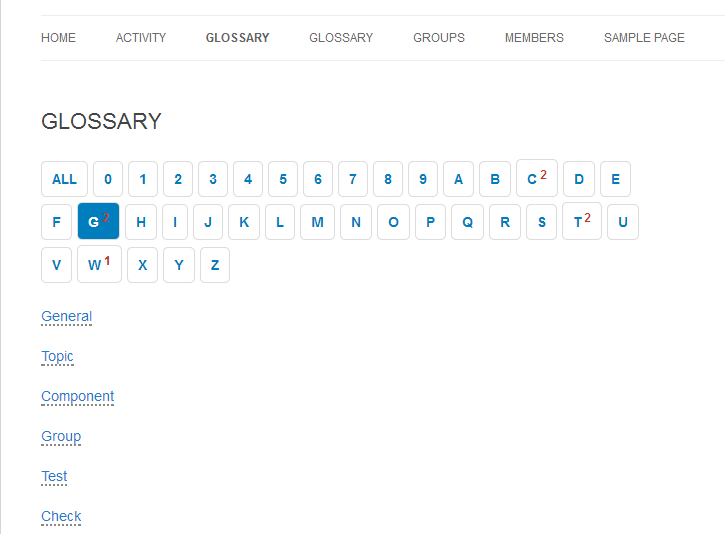 HOME ACTIVITY GLOSSARY GLOSSARY GROUPS MEMBERS SAMPLE PAGE
GLOSSARY
ALL 0 1 2 3 4 5 6 7 8 9 A B C 2 D E
F G 2 H I J K L M N O P Q R S T 2 U
V W 1 X Y Z
General
Topic
Component
Group
Test
Check